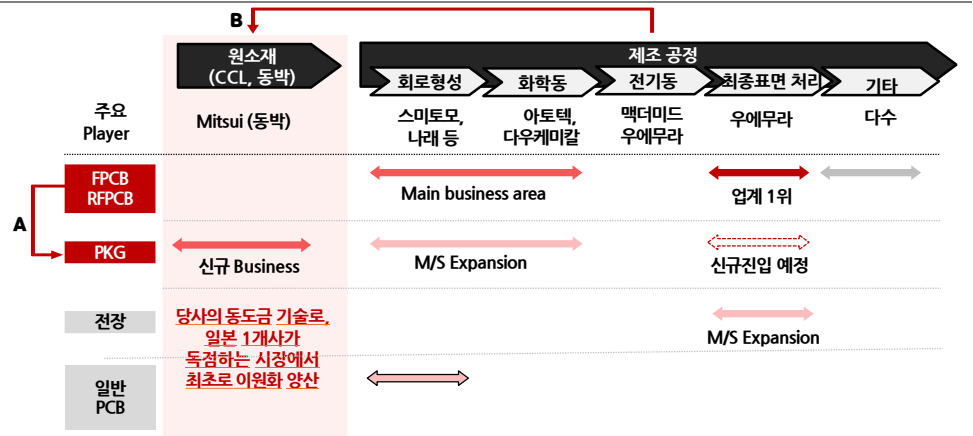 B
원소재
(CCL, 동박)
제조 공정
회로형성
화학동
전기동
최종표면 처리
기타
주요
Player
Mitsui (동박)
스미토모,
나래 등
아토텍,
다우케미칼
맥더미드
우에무라
우에무라
다수
A
FPCB
RFPCB
Main business area
업계 1위
PKG
신규 Business
M/S Expansion
신규진입 예정
전장
당사의 동도금 기술로,
일본 1개사가
독점하는 시장에서
최초로 이원화 양산
M/S Expansion
일반
PCB